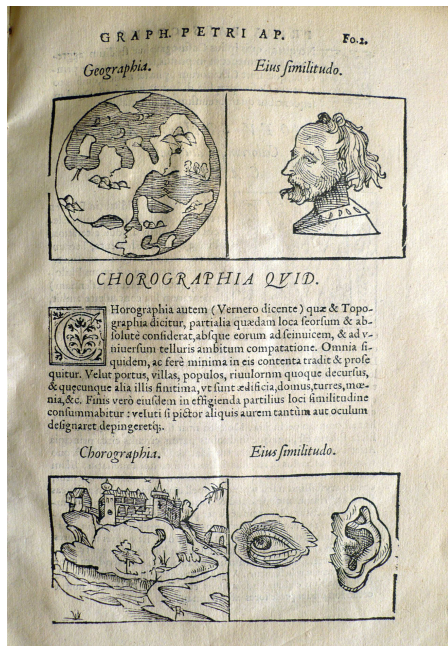 GRAPH. PETRI AP. Fo.2.
Geographia. Eius similitudo.
CHOROGRAPHIA QVID.
CHorographia autem (Vernero dicente) quæ & Topo-
graphia dicitur, partialia quædam loca seorsum & ab-
solutè considerat, absque eorum ad seinuicem, & ad v-
niuersum telluris ambitum compatatione. Omnia si-
quidem, ac ferè minima in eis contenta tradit & prose
quitur. Velut portus, villas, populos, riuulorum quoque decursus,
& quęcunque alia illis finitima, vt sunt ædificia, domus, turres, mœ-
nia, &c. Finis verò eiusdem in effigienda partilius loci similitudine
consummabitur: veluti si pictor aliquis aurem tantùm aut oculum
designaret depingeretq;.
Chorographia. Eius similitudo.